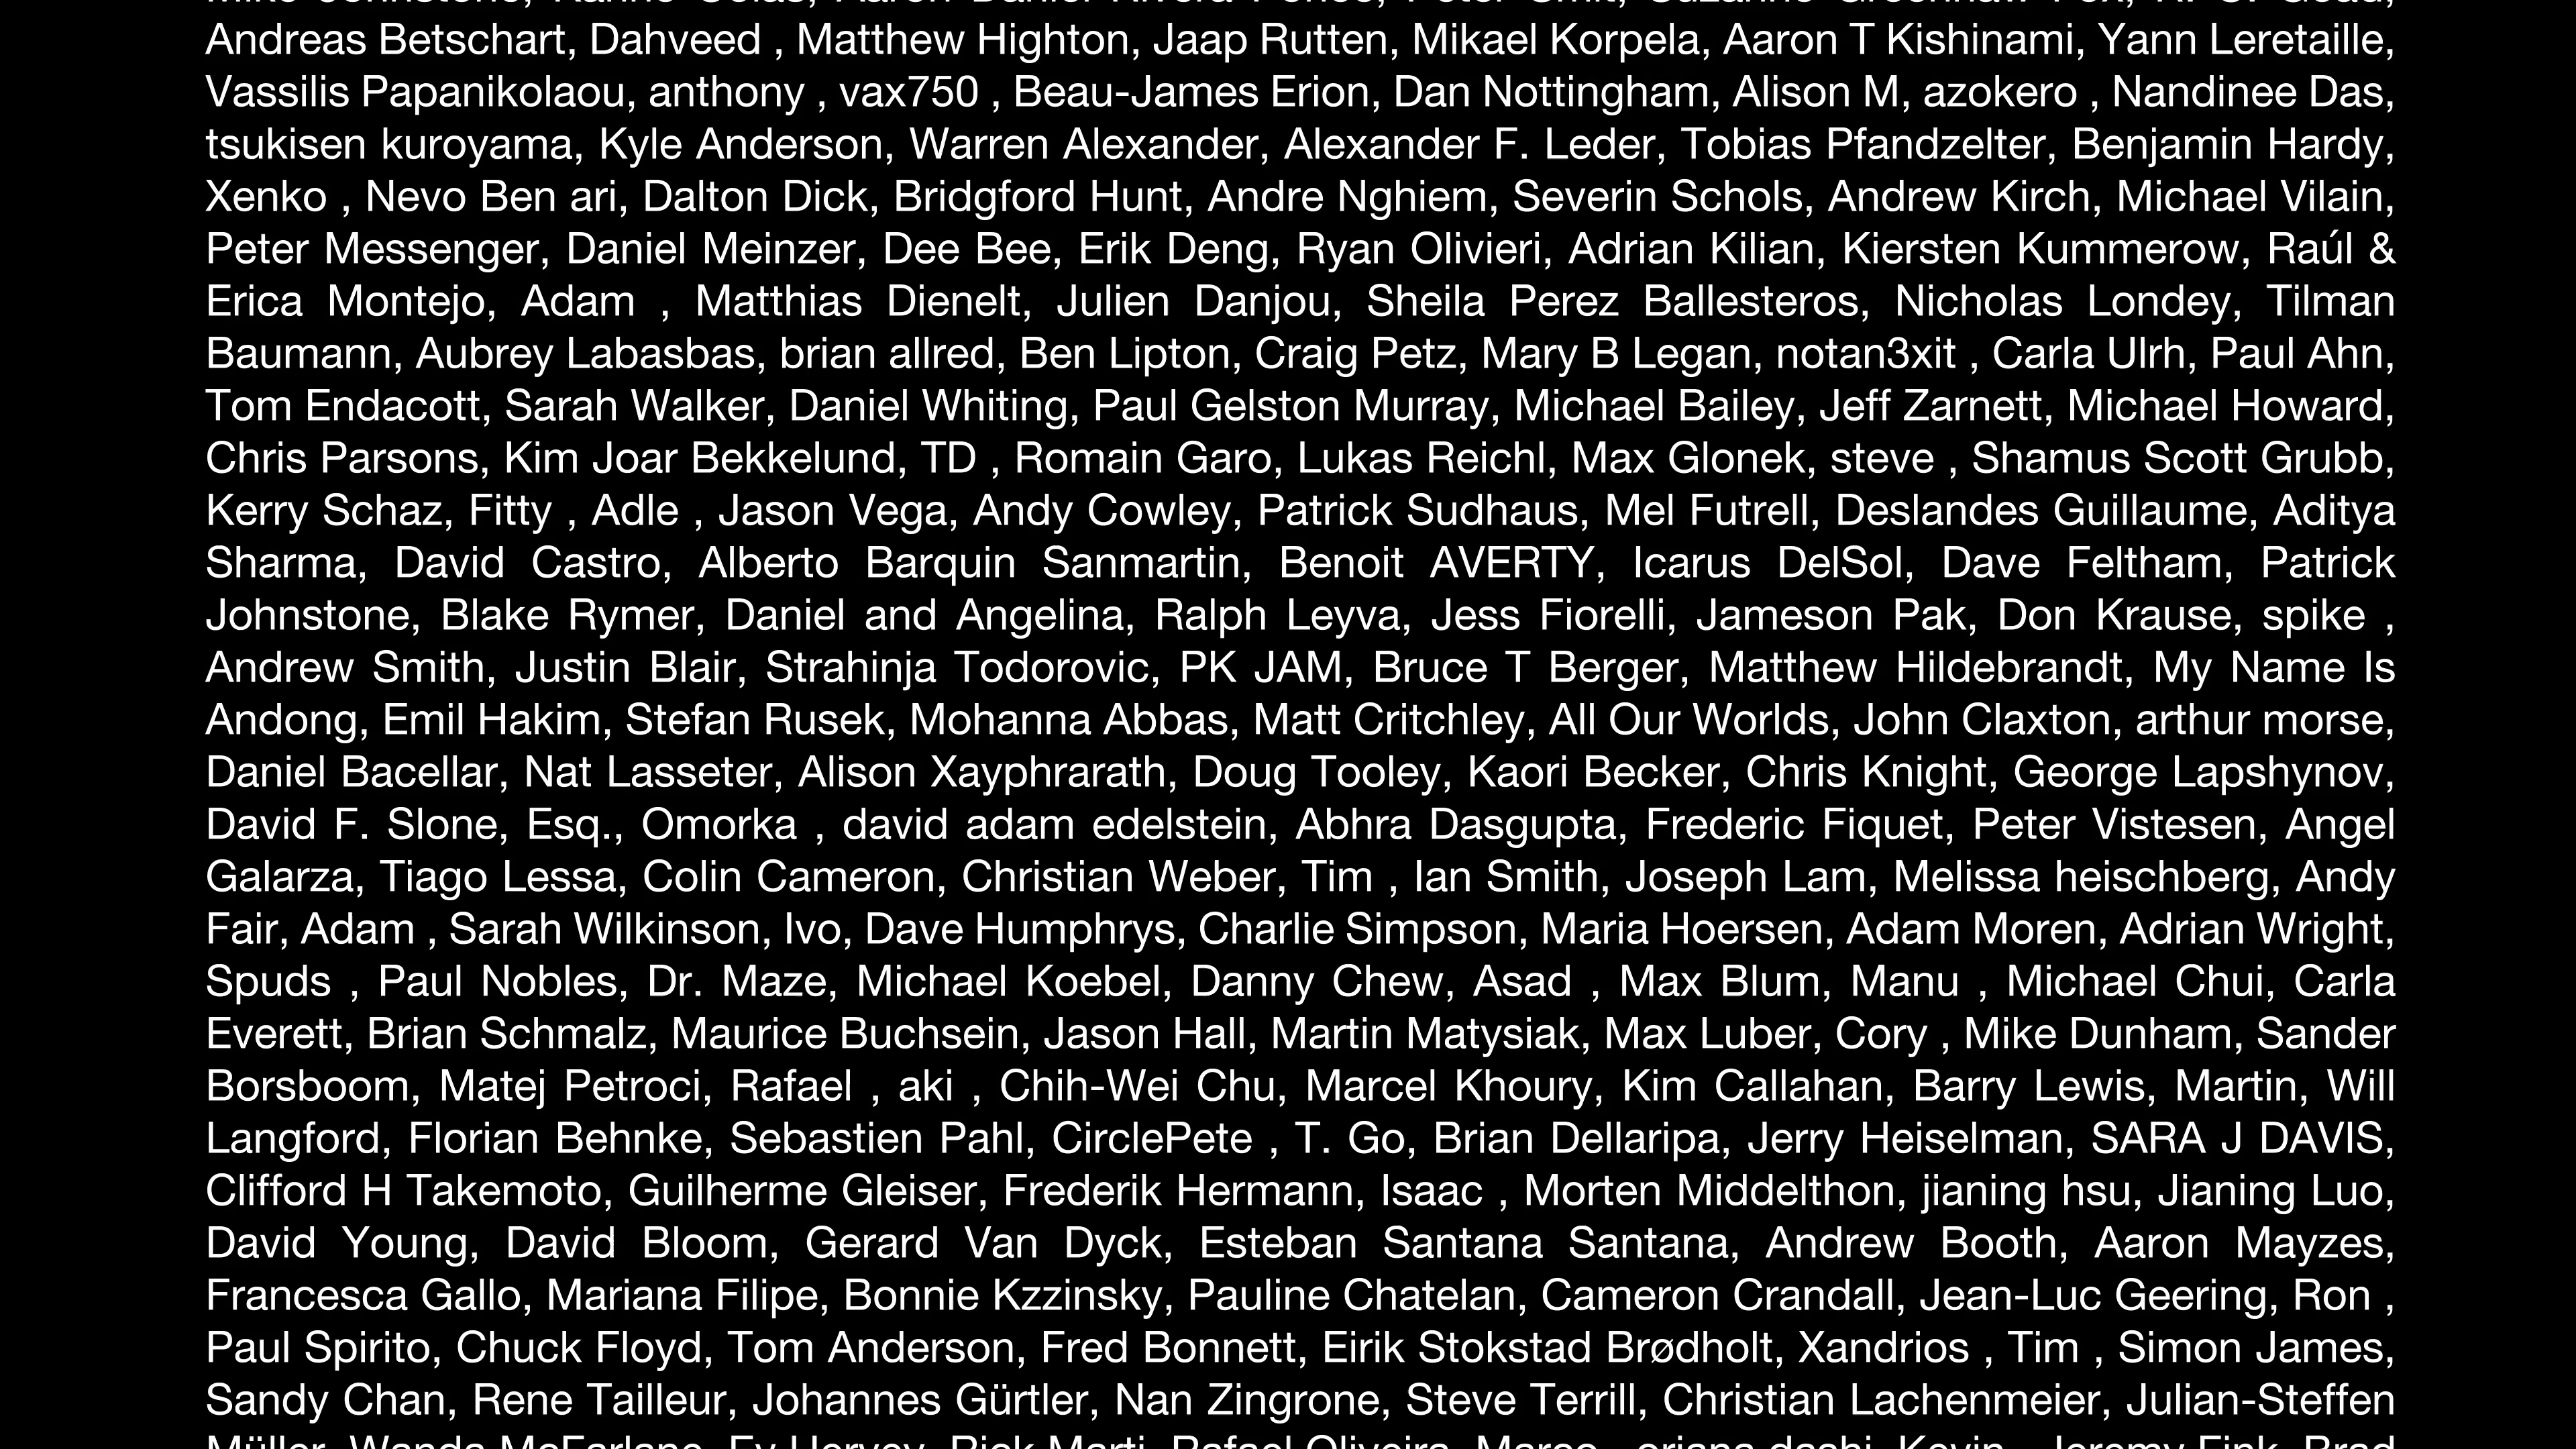 Andreas Betschart, Dahveed , Matthew Highton, Jaap Rutten, Mikael Korpela, Aaron T Kishinami, Yann Leretaille,
Vassilis Papanikolaou, anthony , vax750 , Beau-James Erion, Dan Nottingham, Alison M, azokero , Nandinee Das,
tsukisen kuroyama, Kyle Anderson, Warren Alexander, Alexander F. Leder, Tobias Pfandzelter, Benjamin Hardy,
Xenko , Nevo Ben ari, Dalton Dick, Bridgford Hunt, Andre Nghiem, Severin Schols, Andrew Kirch, Michael Vilain,
Peter Messenger, Daniel Meinzer, Dee Bee, Erik Deng, Ryan Olivieri, Adrian Kilian, Kiersten Kummerow, Raúl &
Erica Montejo, Adam , Matthias Dienelt, Julien Danjou, Sheila Perez Ballesteros, Nicholas Londey, Tilman
Baumann, Aubrey Labasbas, brian allred, Ben Lipton, Craig Petz, Mary B Legan, notan3xit , Carla Ulrh, Paul Ahn,
Tom Endacott, Sarah Walker, Daniel Whiting, Paul Gelston Murray, Michael Bailey, Jeff Zarnett, Michael Howard,
Chris Parsons, Kim Joar Bekkelund, TD , Romain Garo, Lukas Reichl, Max Glonek, steve , Shamus Scott Grubb,
Kerry Schaz, Fitty , Adle , Jason Vega, Andy Cowley, Patrick Sudhaus, Mel Futrell, Deslandes Guillaume, Aditya
Sharma, David Castro, Alberto Barquin Sanmartin, Benoit AVERTY, Icarus DelSol, Dave Feltham, Patrick
Johnstone, Blake Rymer, Daniel and Angelina, Ralph Leyva, Jess Fiorelli, Jameson Pak, Don Krause, spike ,
Andrew Smith, Justin Blair, Strahinja Todorovic, PK JAM, Bruce T Berger, Matthew Hildebrandt, My Name Is
Andong, Emil Hakim, Stefan Rusek, Mohanna Abbas, Matt Critchley, All Our Worlds, John Claxton, arthur morse,
Daniel Bacellar, Nat Lasseter, Alison Xayphrarath, Doug Tooley, Kaori Becker, Chris Knight, George Lapshynov,
David F. Slone, Esq., Omorka , david adam edelstein, Abhra Dasgupta, Frederic Fiquet, Peter Vistesen, Angel
Galarza, Tiago Lessa, Colin Cameron, Christian Weber, Tim , Ian Smith, Joseph Lam, Melissa heischberg, Andy
Fair, Adam , Sarah Wilkinson, Ivo, Dave Humphrys, Charlie Simpson, Maria Hoersen, Adam Moren, Adrian Wright,
Spuds , Paul Nobles, Dr. Maze, Michael Koebel, Danny Chew, Asad , Max Blum, Manu , Michael Chui, Carla
Everett, Brian Schmalz, Maurice Buchsein, Jason Hall, Martin Matysiak, Max Luber, Cory , Mike Dunham, Sander
Borsboom, Matej Petroci, Rafael , aki , Chih-Wei Chu, Marcel Khoury, Kim Callahan, Barry Lewis, Martin, Will
Langford, Florian Behnke, Sebastien Pahl, CirclePete , T. Go, Brian Dellaripa, Jerry Heiselman, SARA J DAVIS,
Clifford H Takemoto, Guilherme Gleiser, Frederik Hermann, Isaac , Morten Middelthon, jianing hsu, Jianing Luo,
David Young, David Bloom, Gerard Van Dyck, Esteban Santana Santana, Andrew Booth, Aaron Mayzes,
Francesca Gallo, Mariana Filipe, Bonnie Kzzinsky, Pauline Chatelan, Cameron Crandall, Jean-Luc Geering, Ron ,
Paul Spirito, Chuck Floyd, Tom Anderson, Fred Bonnett, Eirik Stokstad Brødholt, Xandrios , Tim , Simon James,
Sandy Chan, Rene Tailleur, Johannes Gürtler, Nan Zingrone, Steve Terrill, Christian Lachenmeier, Julian-Steffen